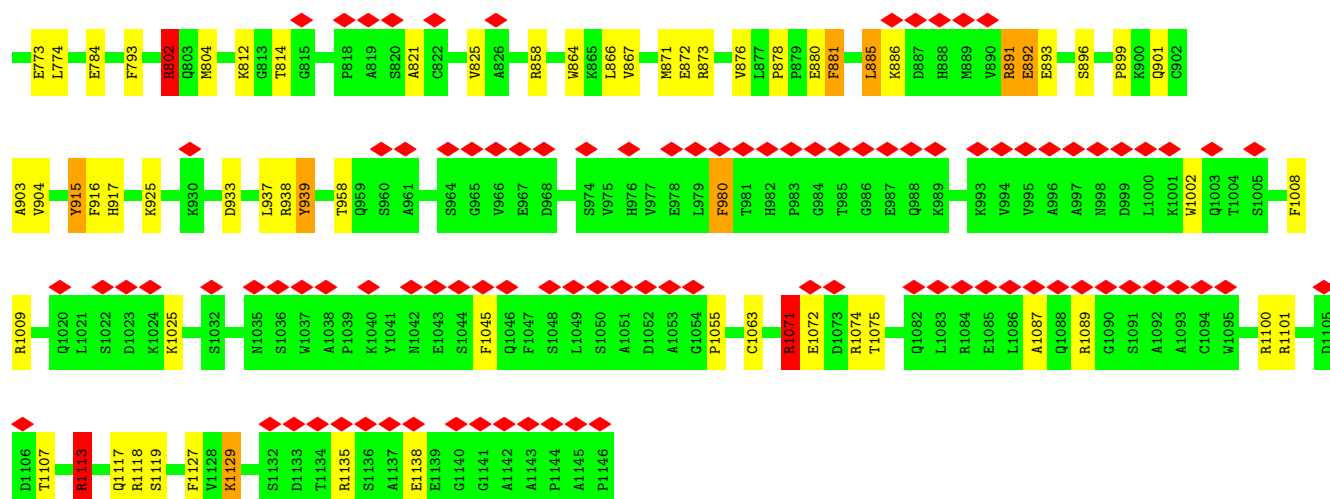 E773 L774 E784 F793 R802 Q803 M804 K812 G813 T814 G815 P818 A819 S820 A821 C822 V825 A826 R858 W864 K865 L866 V867 M871 E872 R873 V876 L877 P878 P879 E880 F881 L885 K886 D887 H888 M889 V890 R891 E892 E893 S896 P899 K900 Q901 C902
A903 V904 Y915 F916 H917 K925 K930 D933 L937 R938 Y939 T958 Q959 S960 A961 S964 G965 V966 E967 D968 S974 V975 H976 V977 E978 L979 F980 T981 H982 P983 G984 T985 G986 E987 Q988 K989 K993 V994 V995 A996 A997 N998 D999 L1000 K1001 W1002 Q1003 T1004 S1005 F1008
R1009 Q1020 L1021 S1022 D1023 K1024 K1025 S1032 N1035 S1036 W1037 A1038 P1039 K1040 Y1041 N1042 E1043 S1044 F1045 Q1046 F1047 S1048 L1049 S1050 A1051 D1052 A1053 G1054 P1055 C1063 R1071 E1072 D1073 R1074 T1075 Q1082 L1083 R1084 E1085 L1086 A1087 Q1088 R1089 G1090 S1091 A1092 A1093 C1094 W1095 R1100 R1101 D1105
D1106 T1107 R1113 Q1117 R1118 S1119 F1127 V1128 K1129 S1132 D1133 T1134 R1135 S1136 A1137 E1138 E1139 G1140 G1141 A1142 A1143 P1144 A1145 P1146